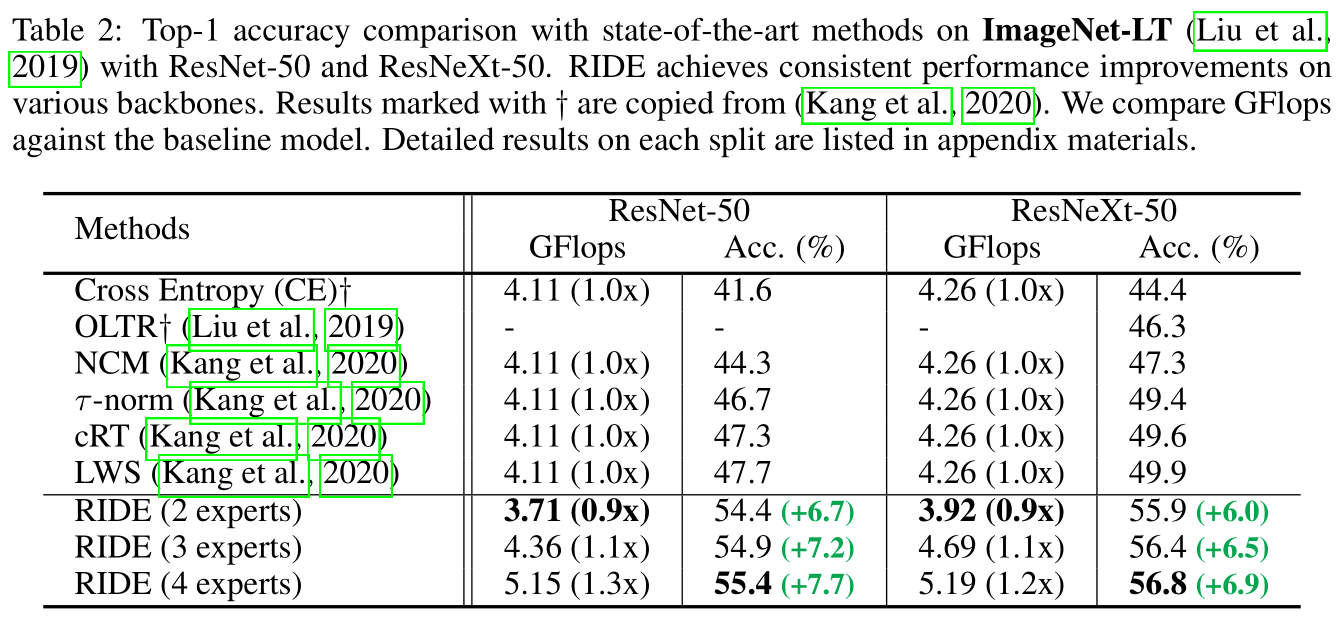 Table 2: Top-1 accuracy comparison with state-of-the-art methods on ImageNet-LT (Liu et al.,
2019) with ResNet-50 and ResNeXt-50. RIDE achieves consistent performance improvements on
various backbones. Results marked with † are copied from (Kang et al., 2020). We compare GFlops
against the baseline model. Detailed results on each split are listed in appendix materials.
Methods ResNet-50 ResNeXt-50
GFlops Acc. (%) GFlops Acc. (%)
Cross Entropy (CE)† 4.11 (1.0x) 41.6 4.26 (1.0x) 44.4
OLTR† (Liu et al., 2019) - - - 46.3
NCM (Kang et al., 2020) 4.11 (1.0x) 44.3 4.26 (1.0x) 47.3
τ-norm (Kang et al., 2020) 4.11 (1.0x) 46.7 4.26 (1.0x) 49.4
cRT (Kang et al., 2020) 4.11 (1.0x) 47.3 4.26 (1.0x) 49.6
LWS (Kang et al., 2020) 4.11 (1.0x) 47.7 4.26 (1.0x) 49.9
RIDE (2 experts) 3.71 (0.9x) 54.4 (+6.7) 3.92 (0.9x) 55.9 (+6.0)
RIDE (3 experts) 4.36 (1.1x) 54.9 (+7.2) 4.69 (1.1x) 56.4 (+6.5)
RIDE (4 experts) 5.15 (1.3x) 55.4 (+7.7) 5.19 (1.2x) 56.8 (+6.9)